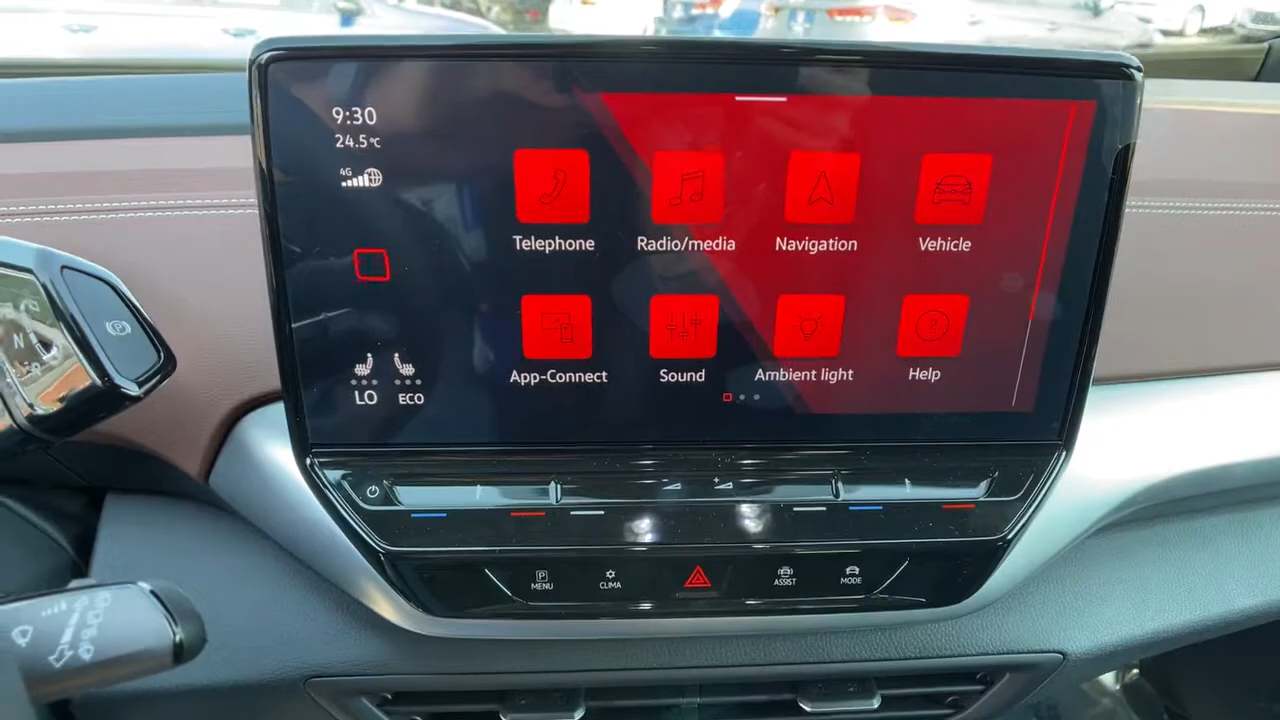 9:30
24.5°C
4G
Telephone
Radio/media
Navigation
Vehicle
App-Connect
Sound
Ambient light
Help
LO
ECO
N
R
P
P
MENU
CLIMA
ASSIST
MODE